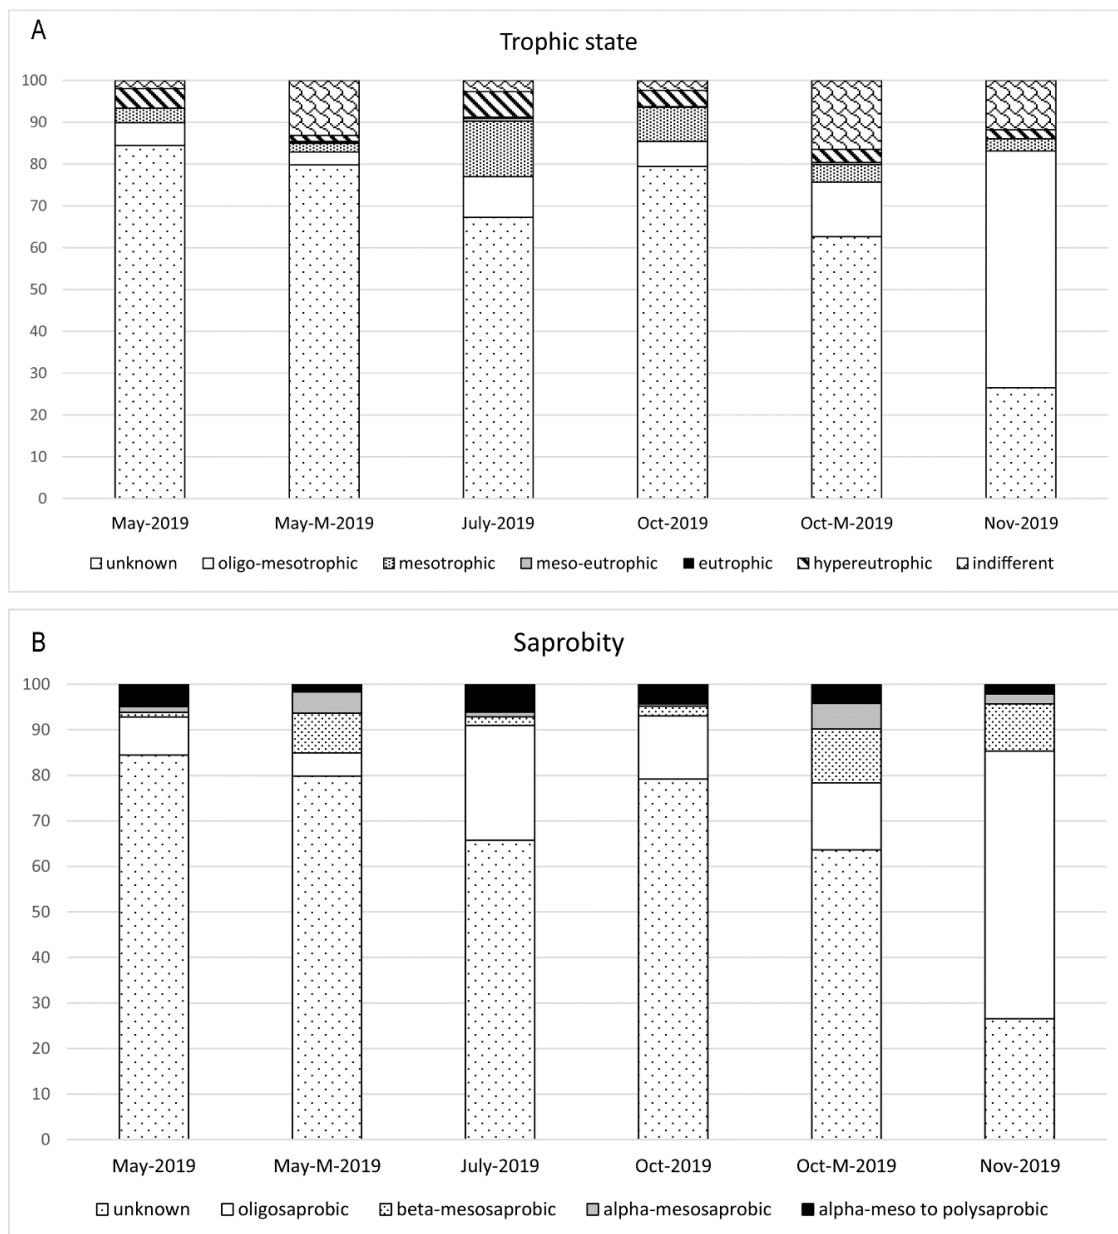 A
Trophic state
100
90
80
70
60
50
40
30
20
10
0
May-2019 May-M-2019 July-2019 Oct-2019 Oct-M-2019 Nov-2019
unknown oligo-mesotrophic mesotrophic meso-eutrophic eutrophic hypereutrophic indifferent
B
Saprobity
100
90
80
70
60
50
40
30
20
10
0
May-2019 May-M-2019 July-2019 Oct-2019 Oct-M-2019 Nov-2019
unknown oligosaprobic beta-mesosaprobic alpha-mesosaprobic alpha-meso to polysaprobic